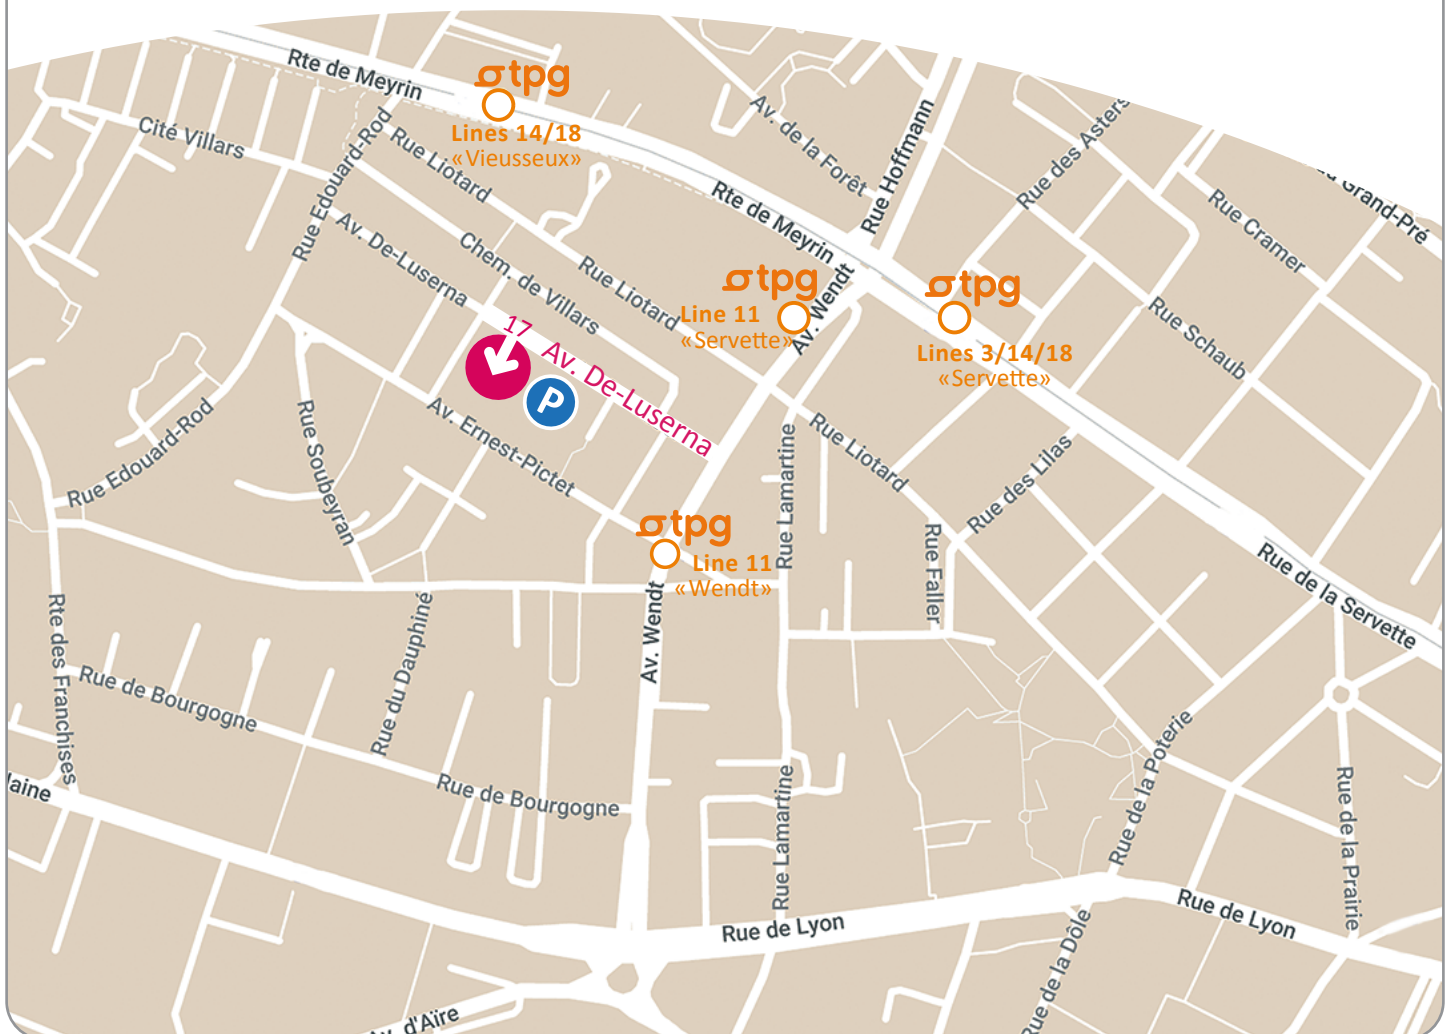 Rte de Meyrin
tpg
Lines 14/18
«Vieusseux»
Cité Villars
Rue Edouard-Rod
Rue Liotard
Av. de la Forêt
Rue Hoffmann
Rue des Asters
Grand-Pré
Rue Cramer
Rte de Meyrin
Av. De-Luserna
Chem. de Villars
Rue Liotard
tpg
Line 11
«Servette»
Av. Wendt
tpg
Lines 3/14/18
«Servette»
Rue Schaub
17 Av. De-Luserna
P
Av. Ernest-Pictet
Rue Edouard-Rod
Rue Soubeyran
Rue Lamartine
Rue Liotard
Rue des Lilas
Rue Faller
tpg
Line 11
«Wendt»
Av. Wendt
Rue de la Servette
Rte des Franchises
Rue du Dauphiné
Rue de Bourgogne
Rue de Bourgogne
laine
Rue Lamartine
Rue de la Poterie
Rue de la Prairie
Rue de Lyon
Rue de Lyon
Rue de la Dôle
Av. d'Aïre